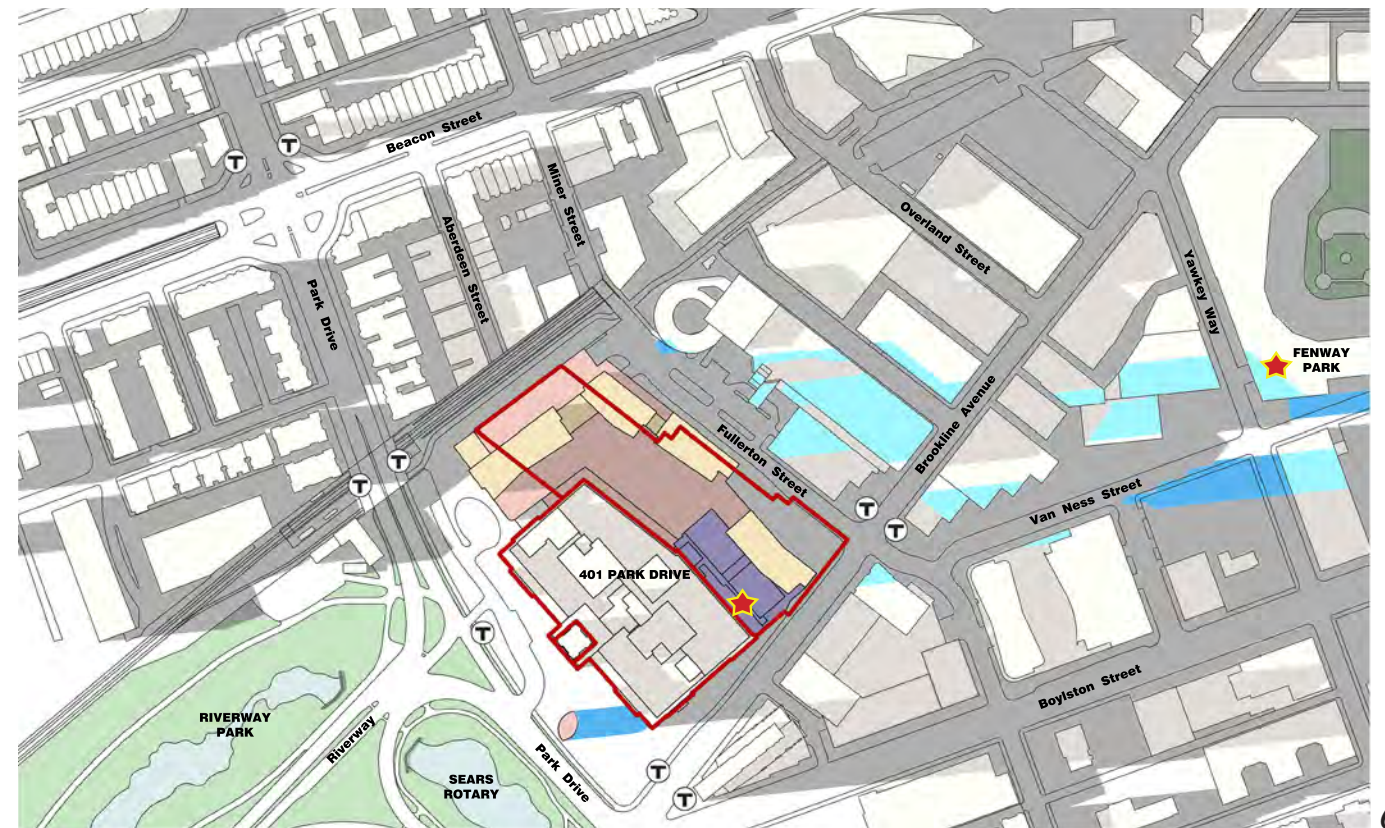 Beacon Street
T
T
Miner Street
Aberdeen Street
Overland Street
Yawkey Way
Park Drive
FENWAY
PARK
Brookline Avenue
Fullerton Street
T
T
Van Ness Street
T
T
401 PARK DRIVE
T
Boylston Street
RIVERWAY
PARK
Riverway
SEARS
ROTARY
Park Drive
T
T